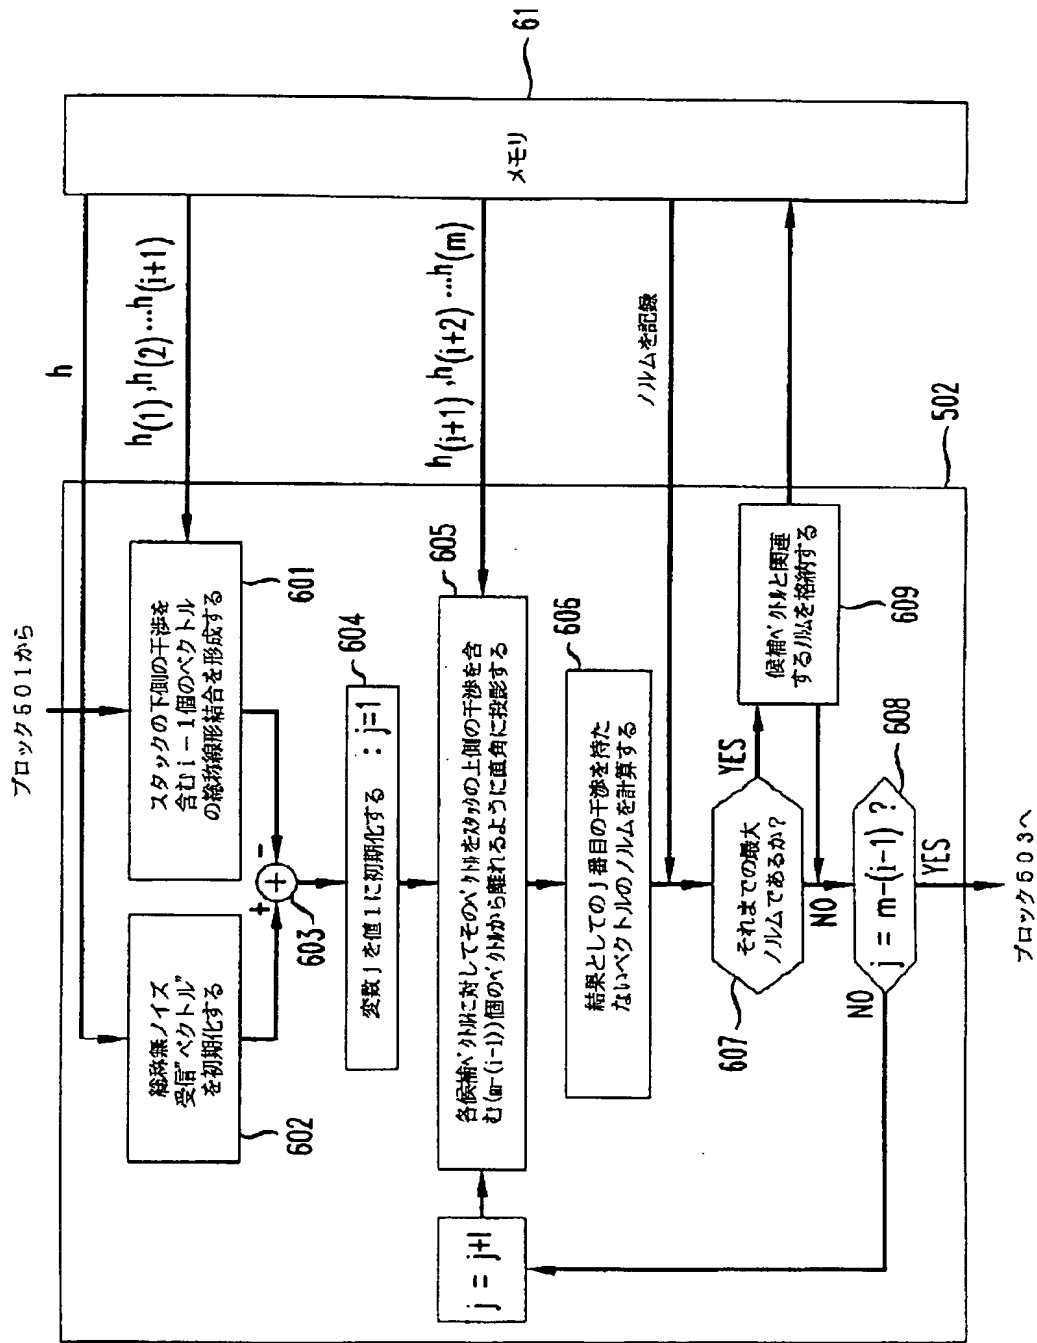 ブロック501から
h
h(1),h(2)…h(i+1)
h(i+1),h(i+2)…h(m)
ノルムを記録
メモリ
61
502
総称無ノイズ
受信"ベクトル"
を初期化する
602
スタックの下側の干渉を
含むi-1個のベクトル
の総称線形結合を形成する
601
+
-
+
603
変数Jを値1に初期化する : j=1
604
各候補ベクトルに対してそのベクトルをスタックの上側の干渉を含
む(m-(i-1))個のベクトルから離れるように直角に投影する
605
結果としてのJ番目の干渉を待た
ないベクトルのノルムを計算する
606
それまでの最大
ノルムであるか?
607
YES
NO
候補ベクトルと関連
するノルムを格納する
609
j = m-(i-1) ?
608
NO
YES
j = j+1
ブロック503へ